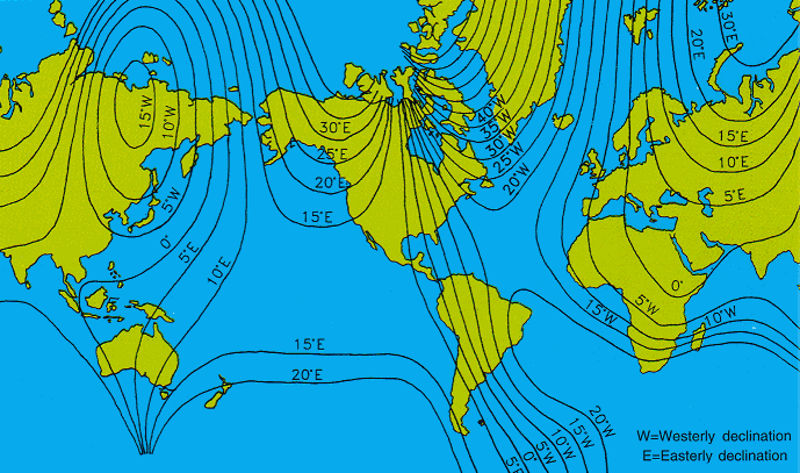 30°E
20°E
15°W
10°W
40°W
35°W
30°W
25°W
20°W
30°E
25°E
20°E
15°E
15°E
10°E
5°E
5°W
0°
5°E
10°E
0°
5°W
15°W
10°W
15°E
20°E
20°W
15°W
10°W
5°W
0°
5°E
W=Westerly declination
E=Easterly declination